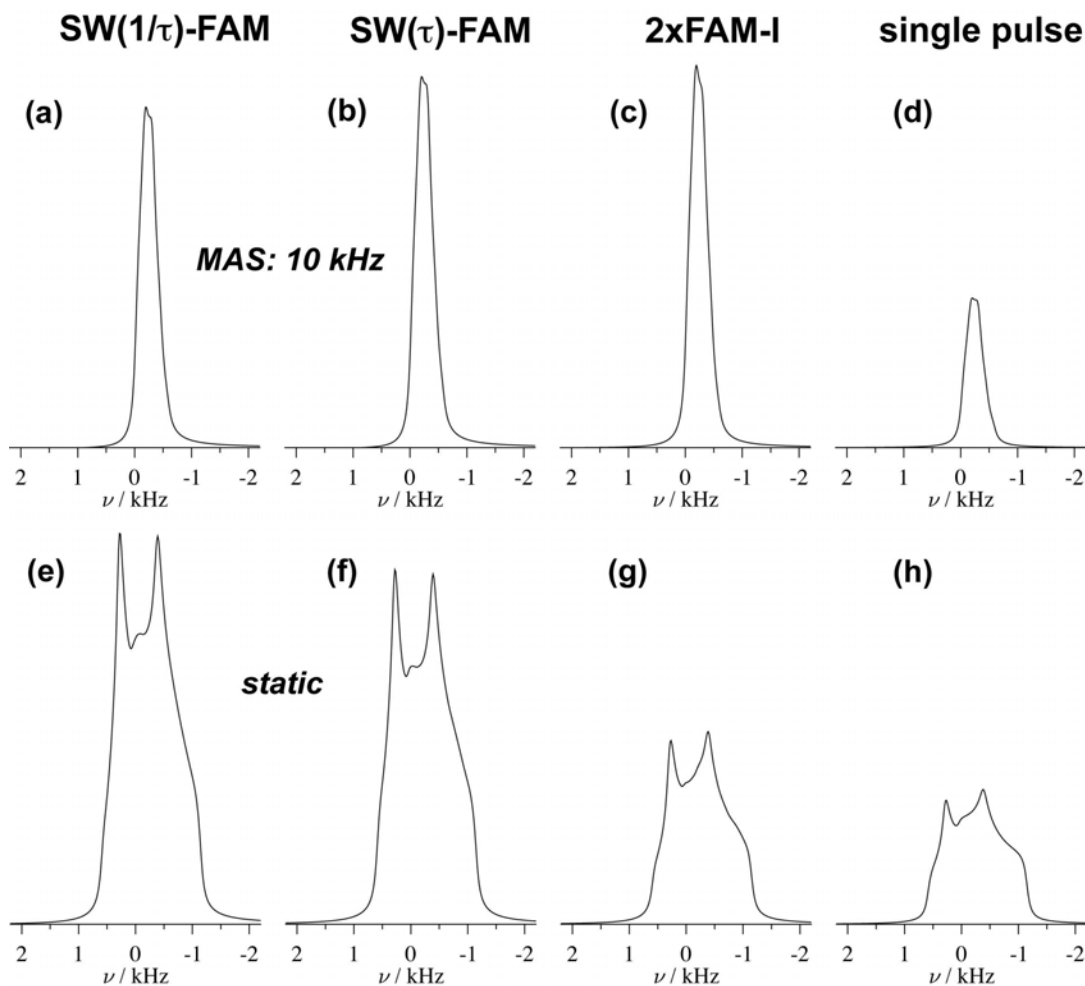 SW(1/τ)-FAM SW(τ)-FAM 2xFAM-I single pulse
(a) (b) (c) (d)
MAS: 10 kHz
2 1 0 -1 -2 2 1 0 -1 -2 2 1 0 -1 -2 2 1 0 -1 -2
ν / kHz ν / kHz ν / kHz ν / kHz
(e) (f) (g) (h)
static
2 1 0 -1 -2 2 1 0 -1 -2 2 1 0 -1 -2 2 1 0 -1 -2
ν / kHz ν / kHz ν / kHz ν / kHz